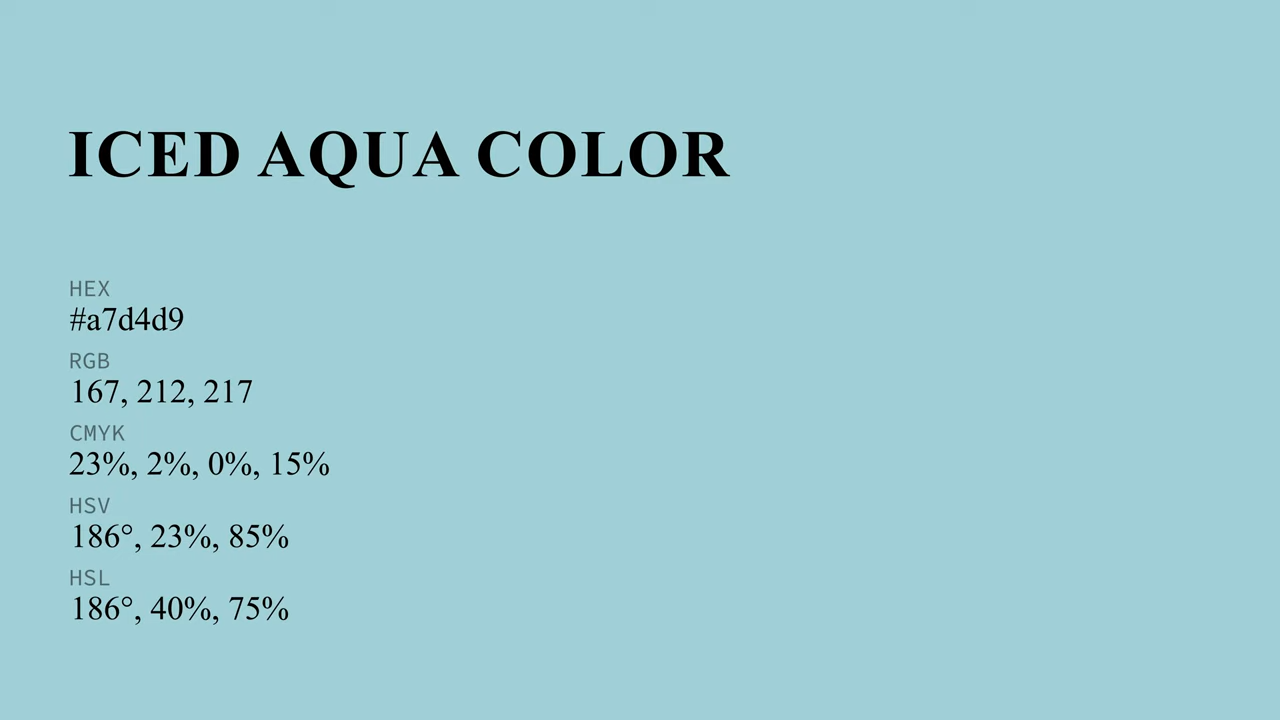 ICED AQUA COLOR
HEX
#a7d4d9
RGB
167, 212, 217
CMYK
23%, 2%, 0%, 15%
HSV
186°, 23%, 85%
HSL
186°, 40%, 75%